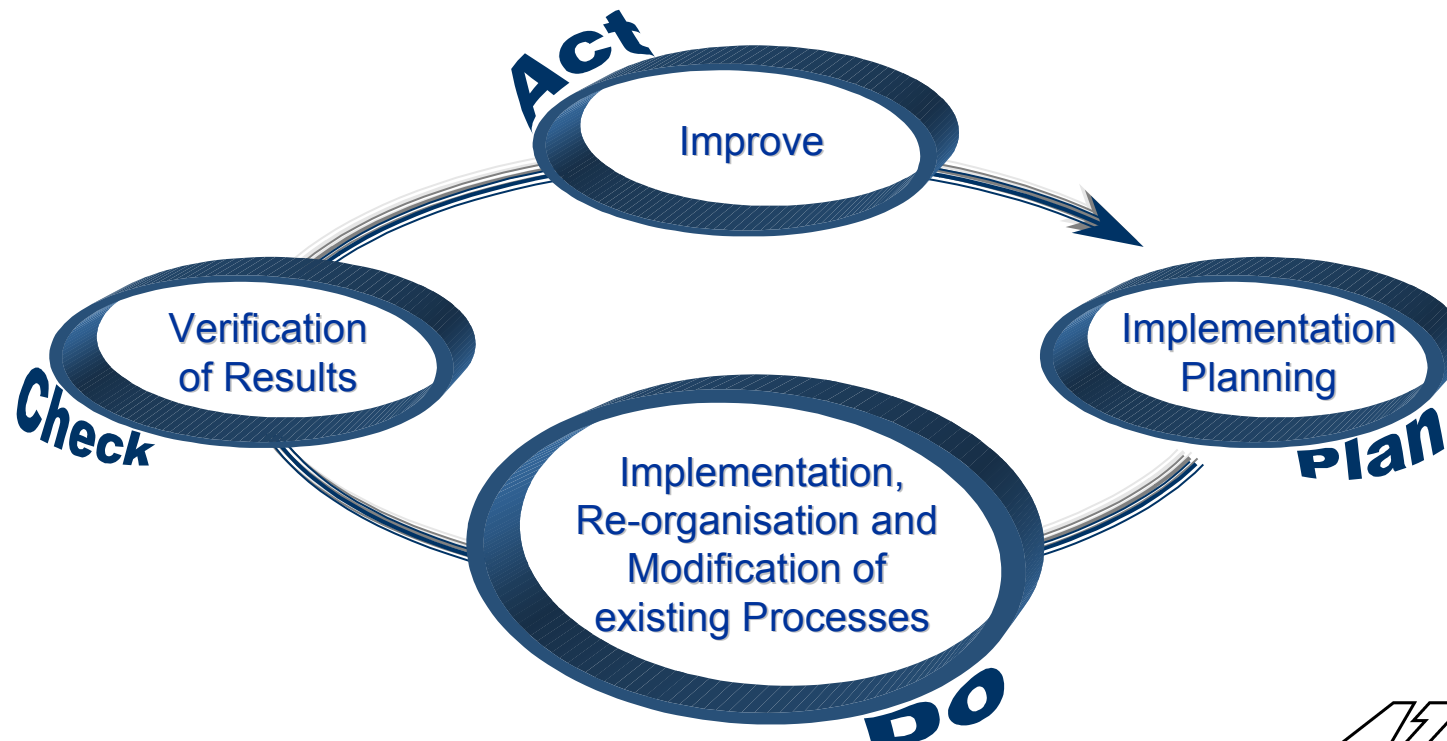 Act
Improve
Verification
of Results
Check
Implementation
Planning
Plan
Implementation,
Re-organisation and
Modification of
existing Processes
Do